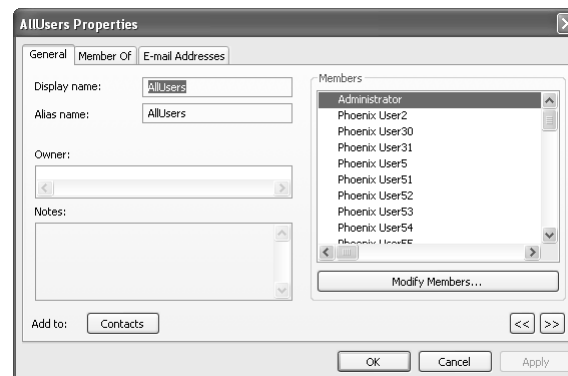 AllUsers Properties
General Member Of E-mail Addresses
Display name: AllUsers
Alias name: AllUsers
Owner:
Notes:
Add to: Contacts
Members
Administrator
Phoenix User2
Phoenix User30
Phoenix User31
Phoenix User5
Phoenix User51
Phoenix User52
Phoenix User53
Phoenix User54
Phoenix User55
Modify Members...
<< >>
OK Cancel Apply